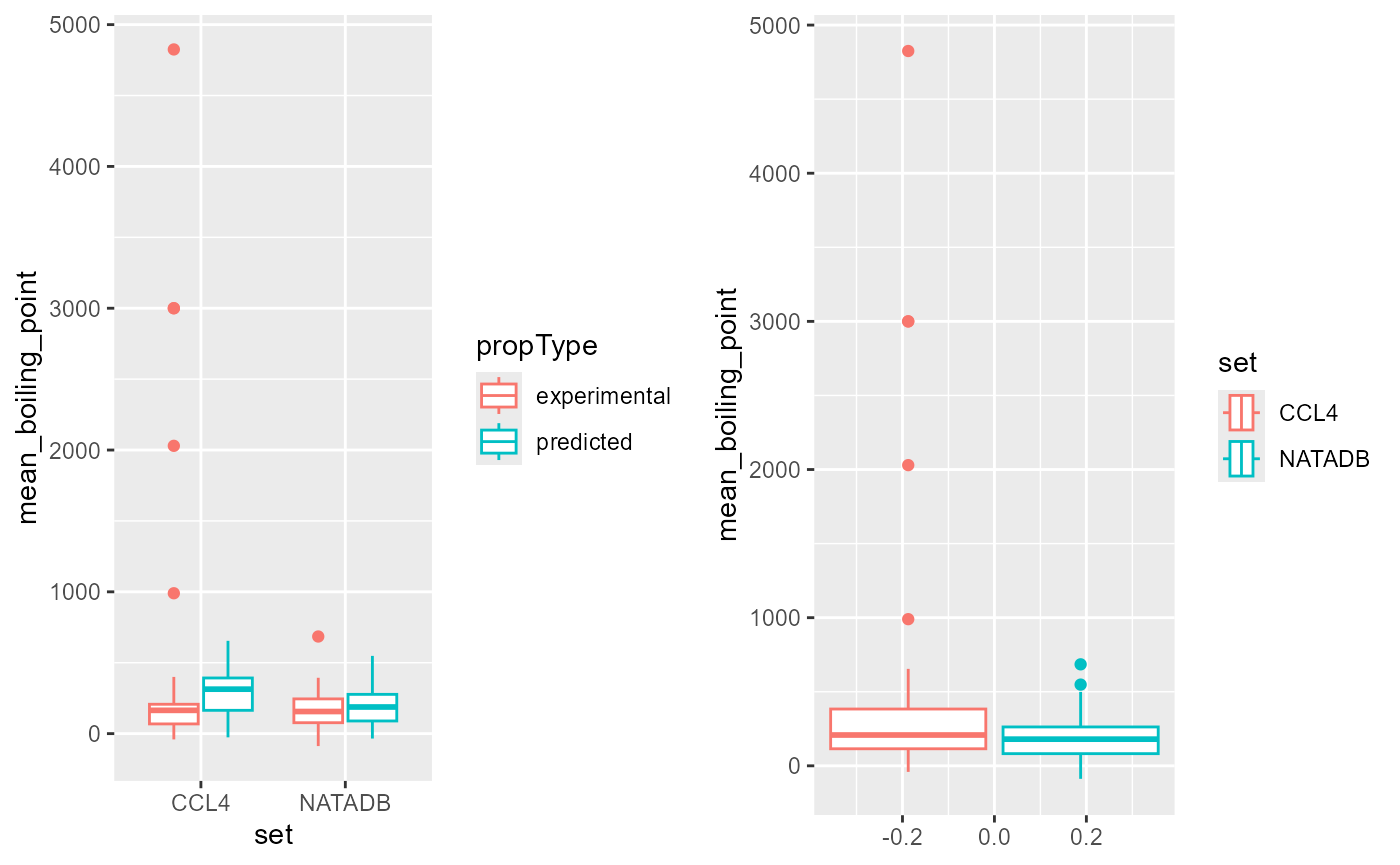 mean_boiling_point
5000
4000
3000
2000
1000
0
CCL4
NATADB
set
propType
experimental
predicted
mean_boiling_point
5000
4000
3000
2000
1000
0
-0.2
0.0
0.2
set
CCL4
NATADB